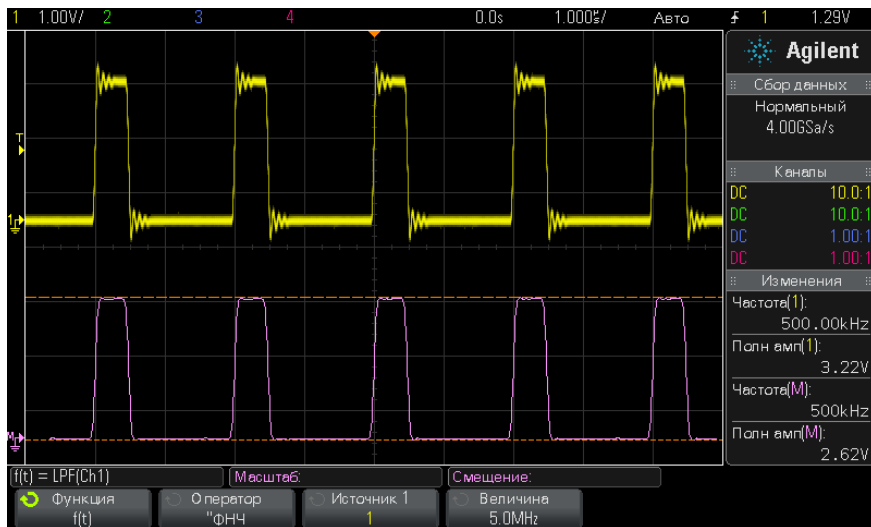 1 1.00V/ 2 3 4 0.0s 1.000µs/ Авто 1 1.29V
Agilent
Сбор данных
Нормальный
4.00GSa/s
Каналы
DC 10.0:1
DC 10.0:1
DC 1.00:1
DC 1.00:1
Изменения
Частота(1):
500.00kHz
Полн амп(1):
3.22V
Частота(M):
500kHz
Полн амп(M):
2.62V
T
1
M
f(t) = LPF(Ch1) Масштаб: Смещение:
Функция
f(t)
Оператор
"ФНЧ
Источник 1
1
Величина
5.0MHz